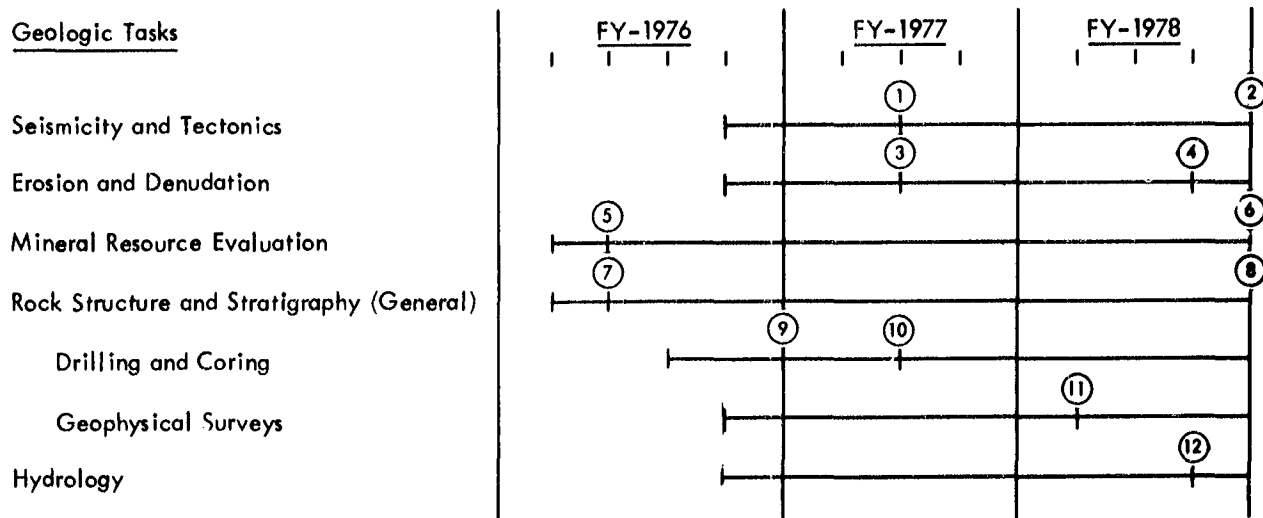 Geologic Tasks FY-1976 FY-1977 FY-1978
1 2
Seismicity and Tectonics
3 4
Erosion and Denudation
5 6
Mineral Resource Evaluation
7 8
Rock Structure and Stratigraphy (General)
9 10
Drilling and Coring
11
Geophysical Surveys
12
Hydrology